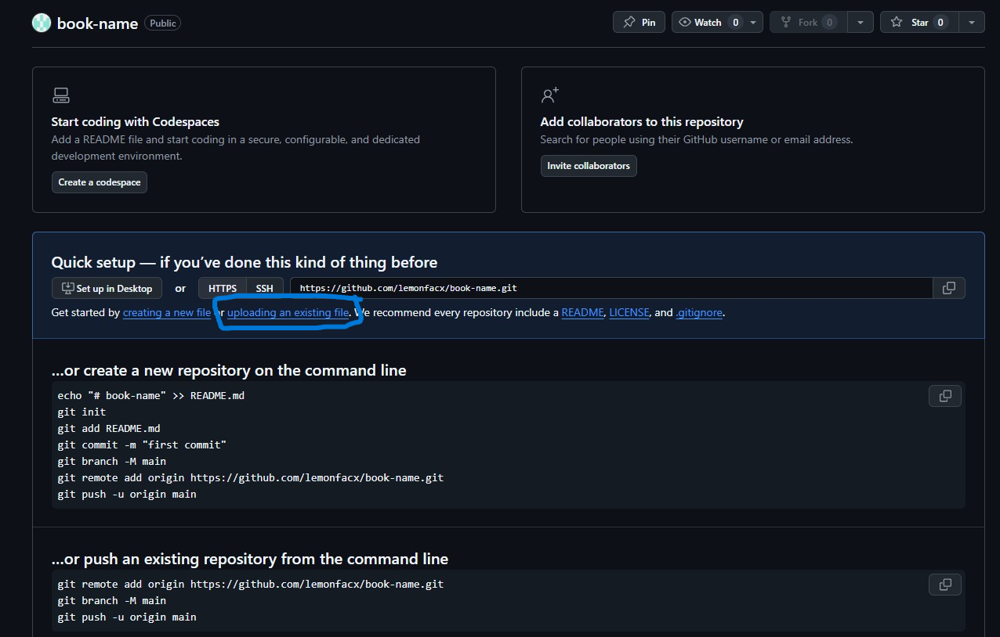 book-name Public
Pin
Watch 0
Fork 0
Star 0
Start coding with Codespaces
Add a README file and start coding in a secure, configurable, and dedicated
development environment.
Create a codespace
Add collaborators to this repository
Search for people using their GitHub username or email address.
Invite collaborators
Quick setup — if you’ve done this kind of thing before
Set up in Desktop or HTTPS SSH https://github.com/lemonfacx/book-name.git
Get started by creating a new file or uploading an existing file. We recommend every repository include a README, LICENSE, and .gitignore.
…or create a new repository on the command line
echo "# book-name" >> README.md
git init
git add README.md
git commit -m "first commit"
git branch -M main
git remote add origin https://github.com/lemonfacx/book-name.git
git push -u origin main
…or push an existing repository from the command line
git remote add origin https://github.com/lemonfacx/book-name.git
git branch -M main
git push -u origin main